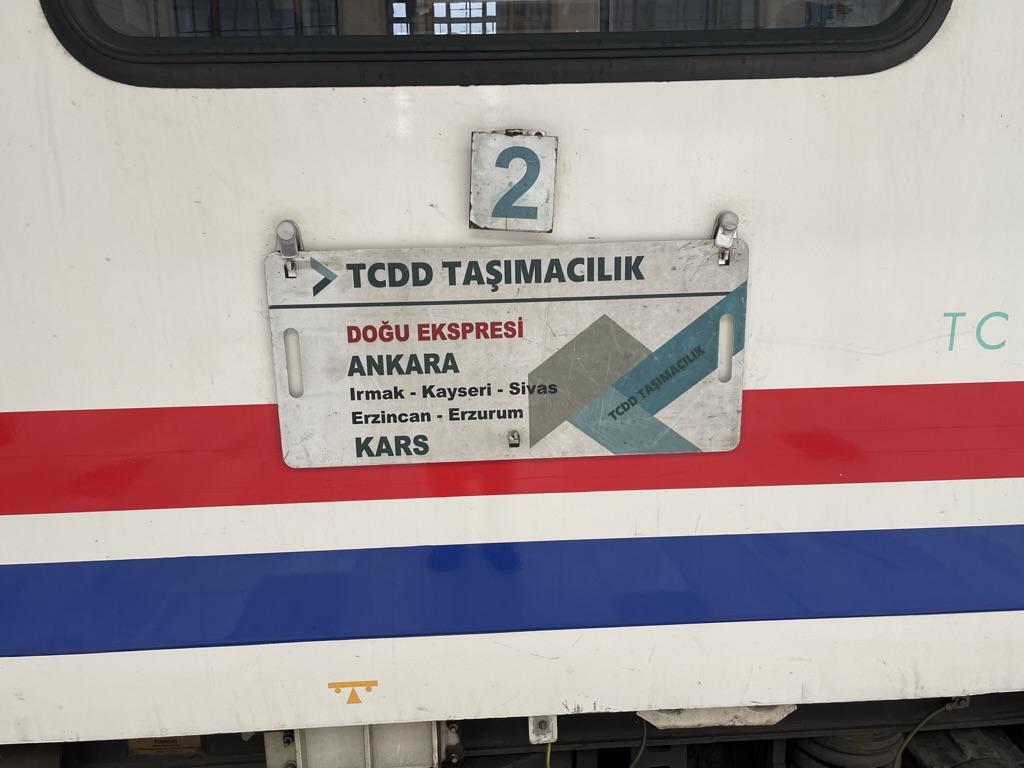 2
TCDD TAŞIMACILIK
DOĞU EKSPRESİ
ANKARA
Irmak - Kayseri - Sivas
Erzincan - Erzurum
KARS
TCDD TAŞIMACILIK
TC